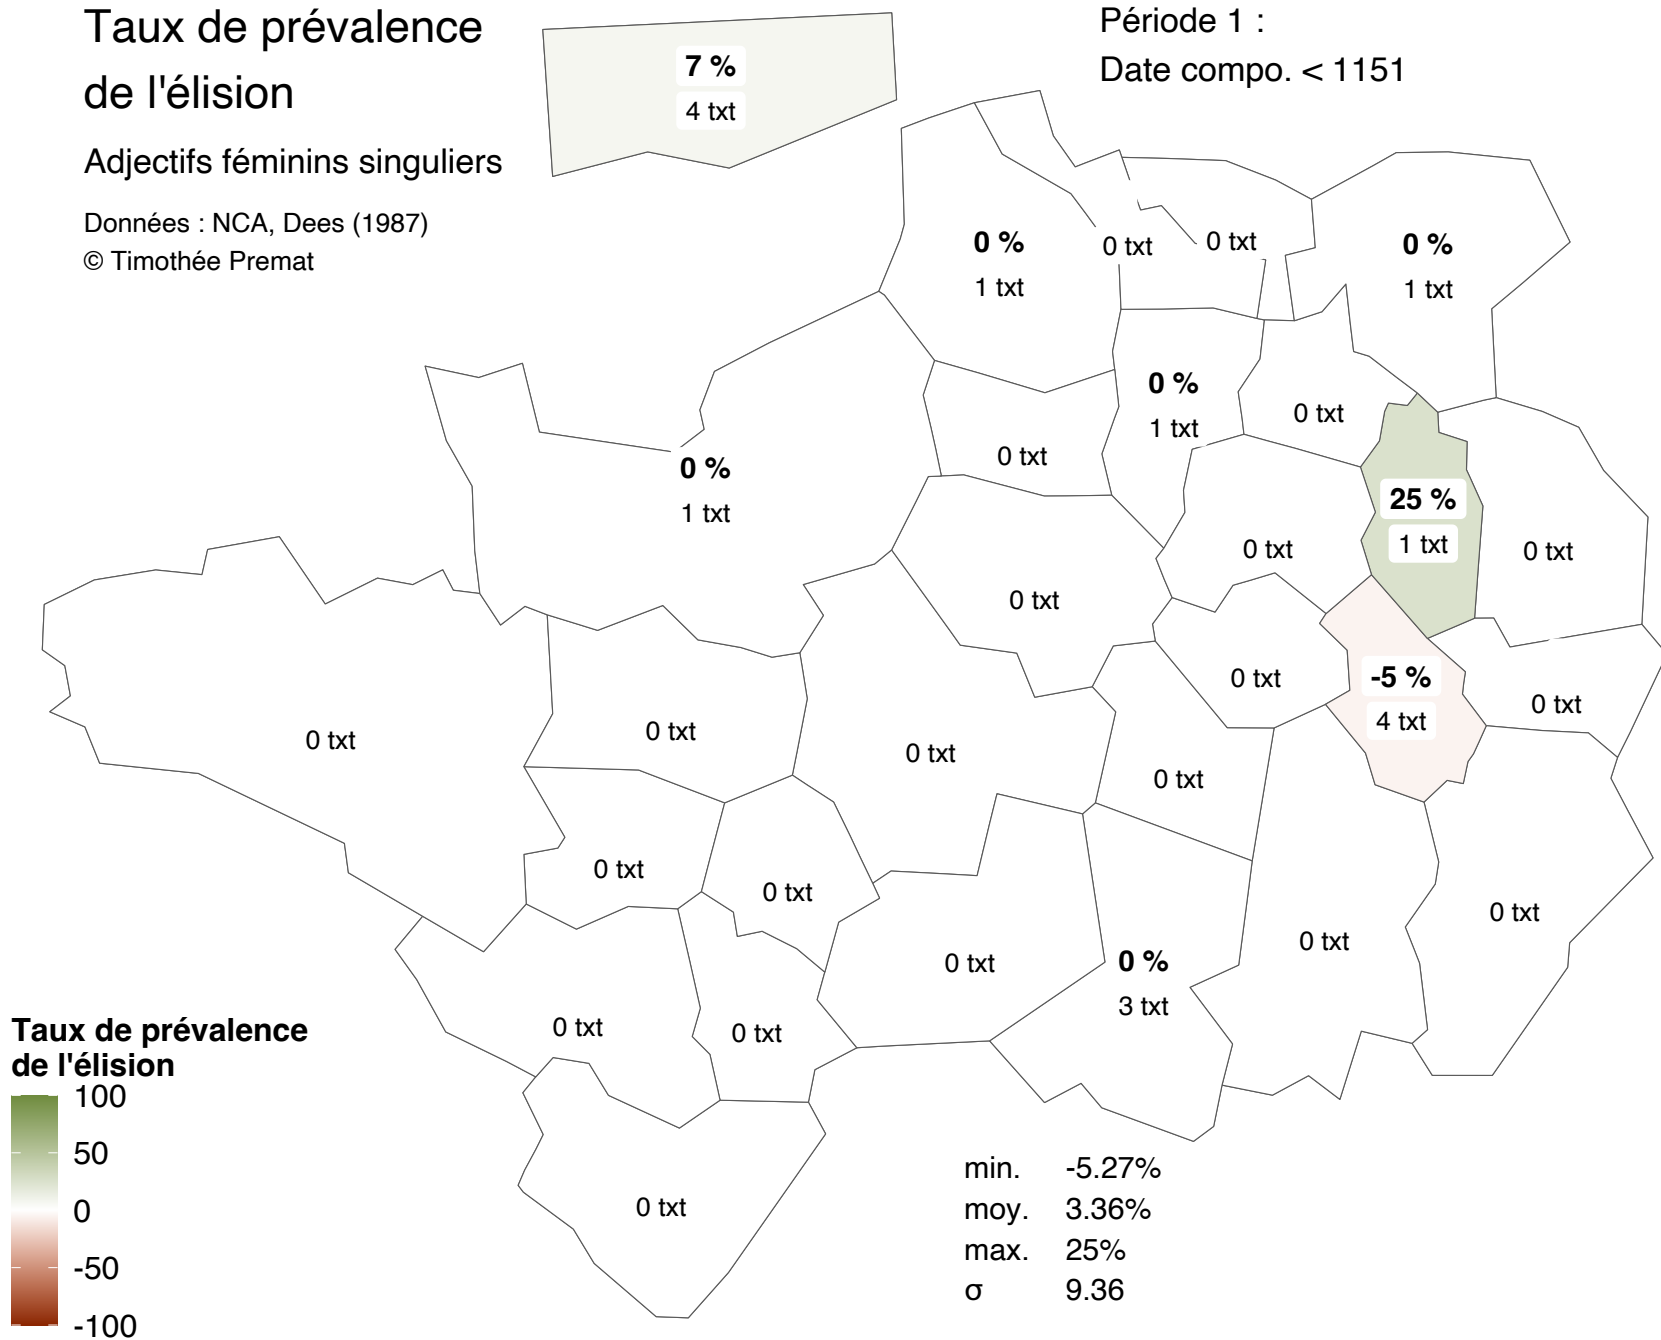 Taux de prévalence
de l'élision
Adjectifs féminins singuliers
Données : NCA, Dees (1987)
© Timothée Premat
Période 1 :
Date compo. < 1151
7 %
4 txt
0 %
1 txt
0 txt
0 txt
0 %
1 txt
0 %
1 txt
0 txt
0 txt
0 %
1 txt
25 %
1 txt
0 txt
0 txt
0 txt
0 txt
-5 %
4 txt
0 txt
0 txt
0 txt
0 txt
0 txt
0 txt
0 txt
0 txt
0 txt
0 %
3 txt
0 txt
0 txt
0 txt
0 txt
0 txt
Taux de prévalence
de l'élision
100
50
0
-50
-100
min. -5.27%
moy. 3.36%
max. 25%
σ 9.36